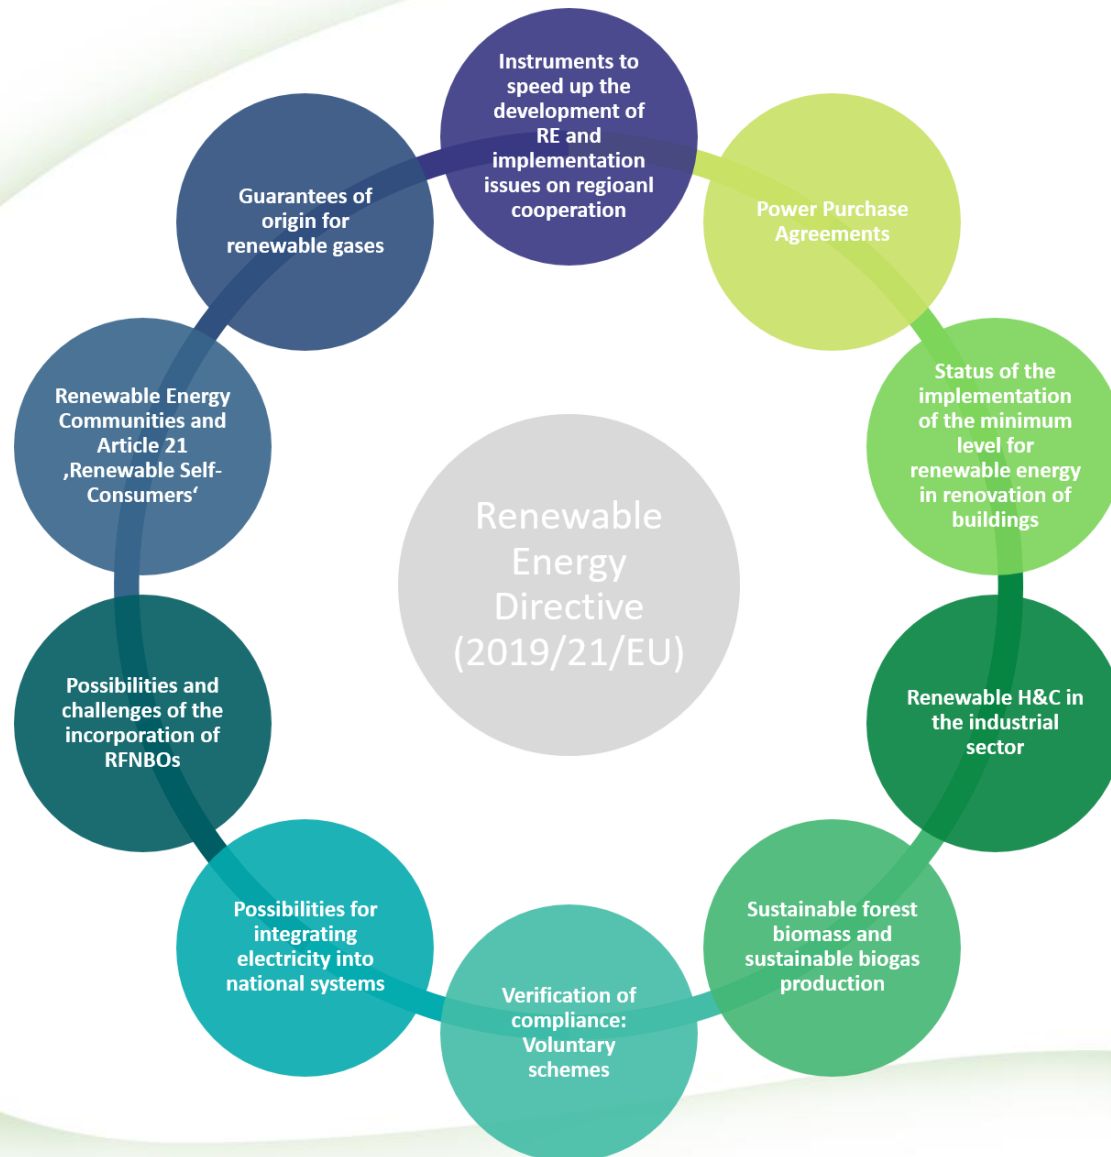 Instruments to
speed up the
development of
RE and
implementation
issues on regioanl
cooperation
Power Purchase
Agreements
Status of the
implementation
of the minimum
level for
renewable energy
in renovation of
buildings
Renewable H&C in
the industrial
sector
Sustainable forest
biomass and
sustainable biogas
production
Verification of
compliance:
Voluntary
schemes
Possibilities for
integrating
electricity into
national systems
Possibilities and
challenges of the
incorporation of
RFNBOs
Renewable Energy
Communities and
Article 21
‚Renewable Self-
Consumers‘
Guarantees of
origin for
renewable gases
Renewable
Energy
Directive
(2019/21/EU)